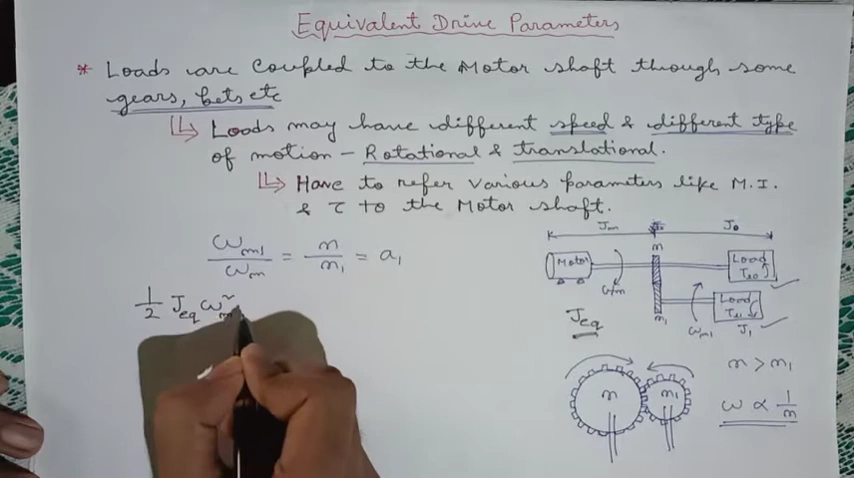 Equivalent Drive Parameters
* Loads are coupled to the Motor shaft through some
gears, bets etc
Loads may have different speed & different type
of motion - Rotational & translational.
Have to refer various parameters like M.I.
& τ to the Motor shaft.
ωm1/ωm = n/n1 = a1
1/2 Jeq ωm²
Jm J0
n
Motor Load
Tl0
ωm Load
Tl1
n1 ωm1 J1
Jeq
n > n1
n n1
ω ∝ 1/n